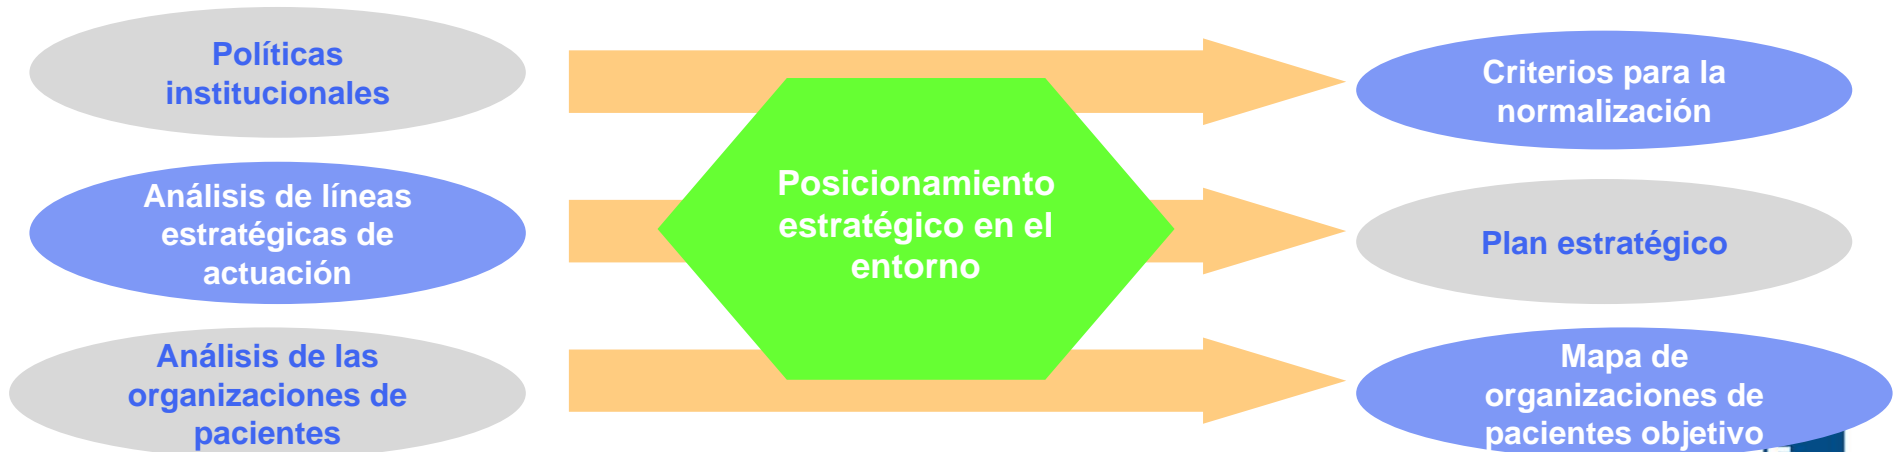 Políticas
institucionales
Análisis de líneas
estratégicas de
actuación
Análisis de las
organizaciones de
pacientes
Posicionamiento
estratégico en el
entorno
Criterios para la
normalización
Plan estratégico
Mapa de
organizaciones de
pacientes objetivo